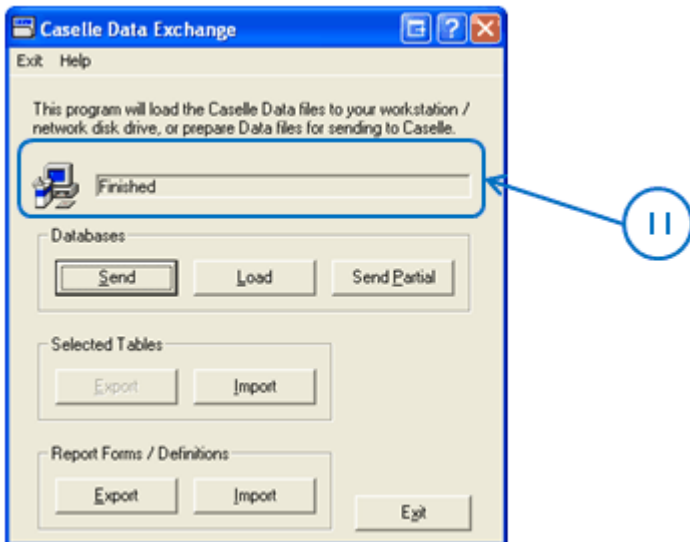 Caselle Data Exchange
Exit Help
This program will load the Caselle Data files to your workstation /
network disk drive, or prepare Data files for sending to Caselle.
Finished
11
Databases
Send Load Send Partial
Selected Tables
Export Import
Report Forms / Definitions
Export Import
Exit